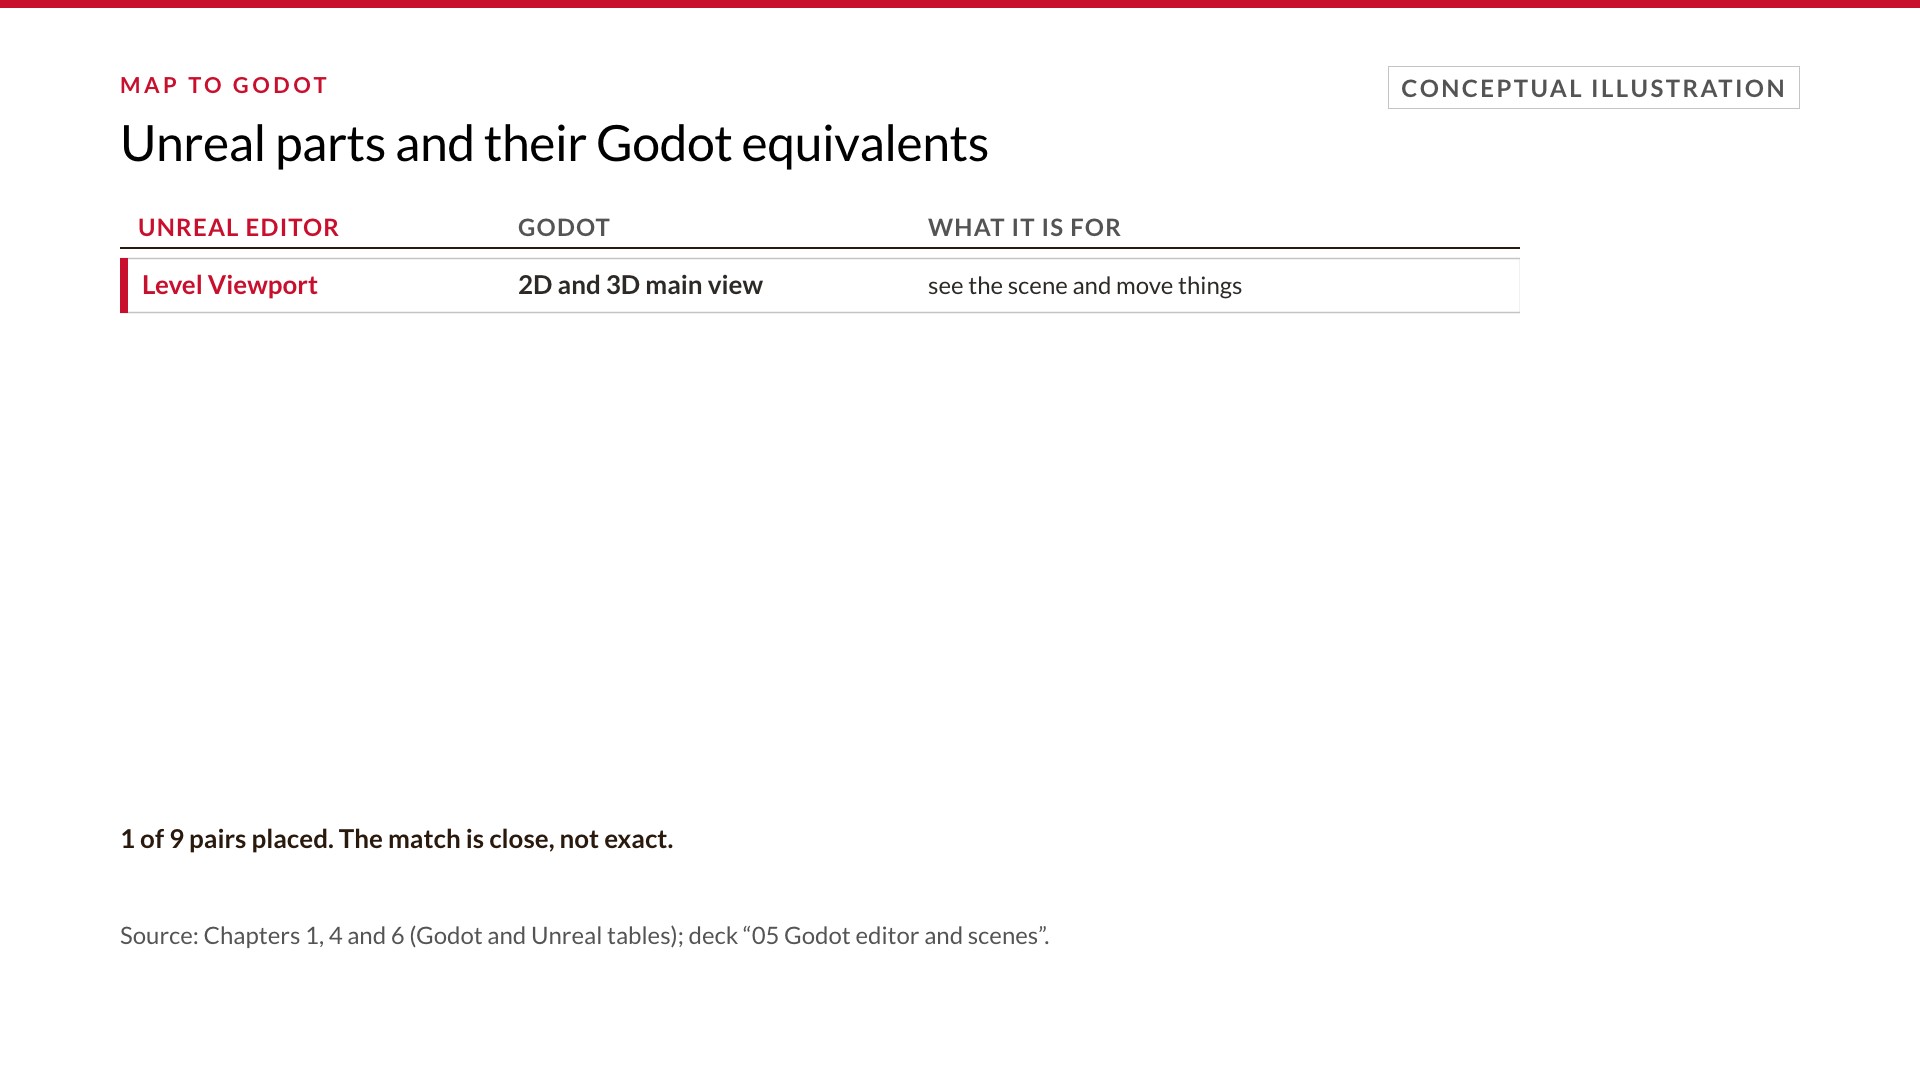 MAP TO GODOT
CONCEPTUAL ILLUSTRATION
Unreal parts and their Godot equivalents
UNREAL EDITOR GODOT WHAT IT IS FOR
Level Viewport 2D and 3D main view see the scene and move things
1 of 9 pairs placed. The match is close, not exact.
Source: Chapters 1, 4 and 6 (Godot and Unreal tables); deck “05 Godot editor and scenes”.